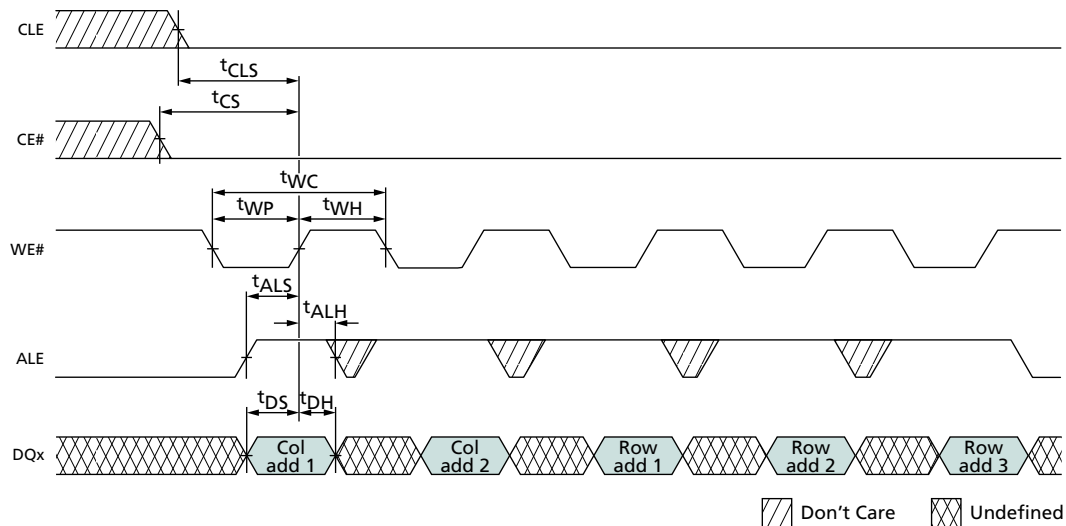 CLE
tCLS
tCS
CE#
tWC
tWP
tWH
WE#
tALS
tALH
ALE
tDS
tDH
DQx
Col
add 1
Col
add 2
Row
add 1
Row
add 2
Row
add 3
Don't Care
Undefined